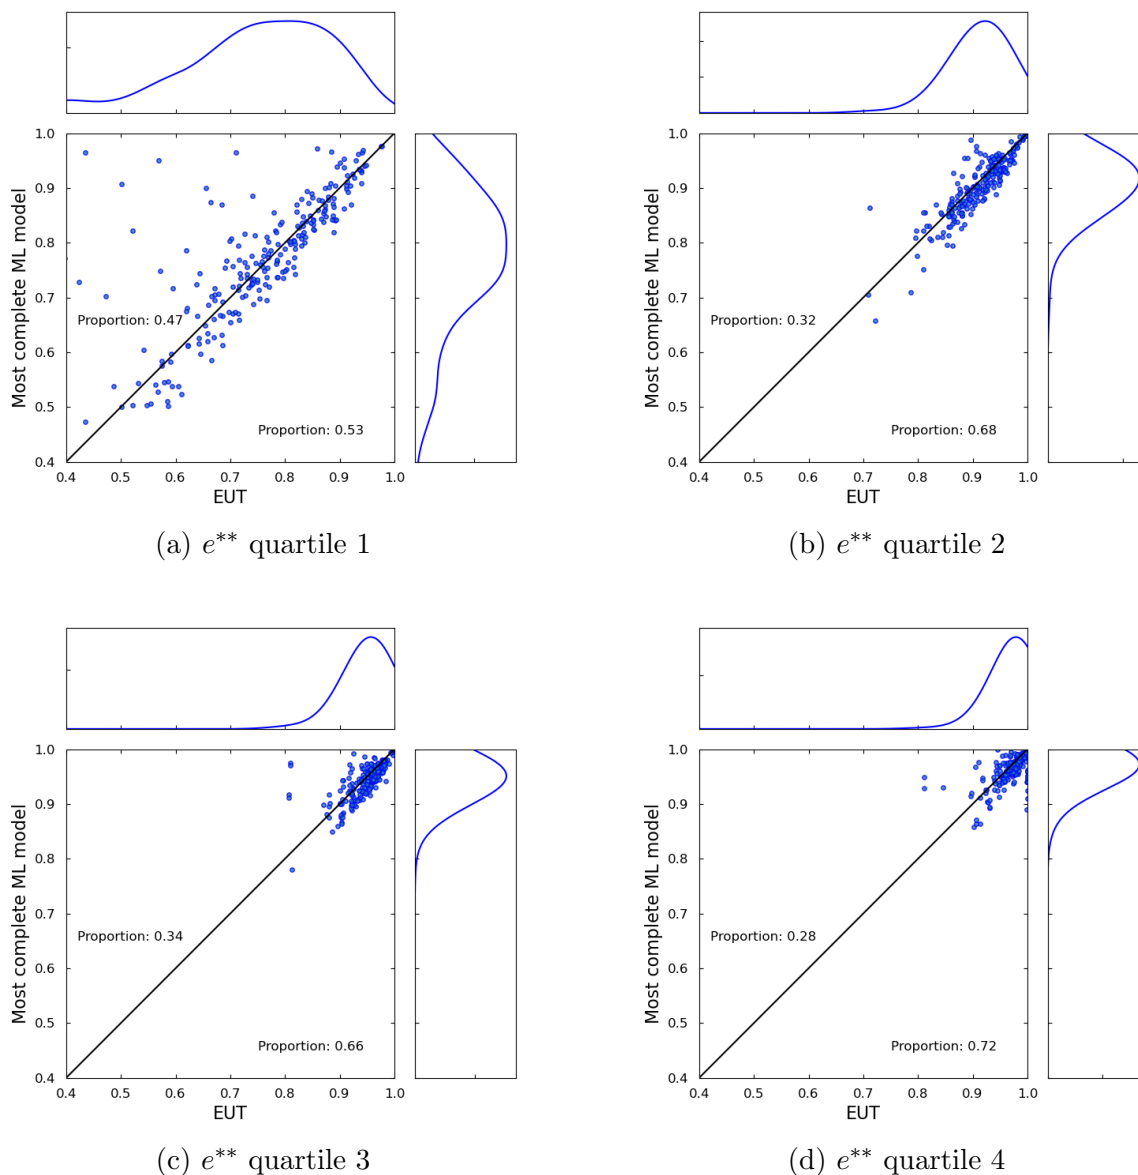 1.0
0.9
0.8
0.7
0.6
0.5
0.4
Most complete ML model
Proportion: 0.47
Proportion: 0.53
0.4 0.5 0.6 0.7 0.8 0.9 1.0
EUT
(a) e** quartile 1
1.0
0.9
0.8
0.7
0.6
0.5
0.4
Most complete ML model
Proportion: 0.32
Proportion: 0.68
0.4 0.5 0.6 0.7 0.8 0.9 1.0
EUT
(b) e** quartile 2
1.0
0.9
0.8
0.7
0.6
0.5
0.4
Most complete ML model
Proportion: 0.34
Proportion: 0.66
0.4 0.5 0.6 0.7 0.8 0.9 1.0
EUT
(c) e** quartile 3
1.0
0.9
0.8
0.7
0.6
0.5
0.4
Most complete ML model
Proportion: 0.28
Proportion: 0.72
0.4 0.5 0.6 0.7 0.8 0.9 1.0
EUT
(d) e** quartile 4